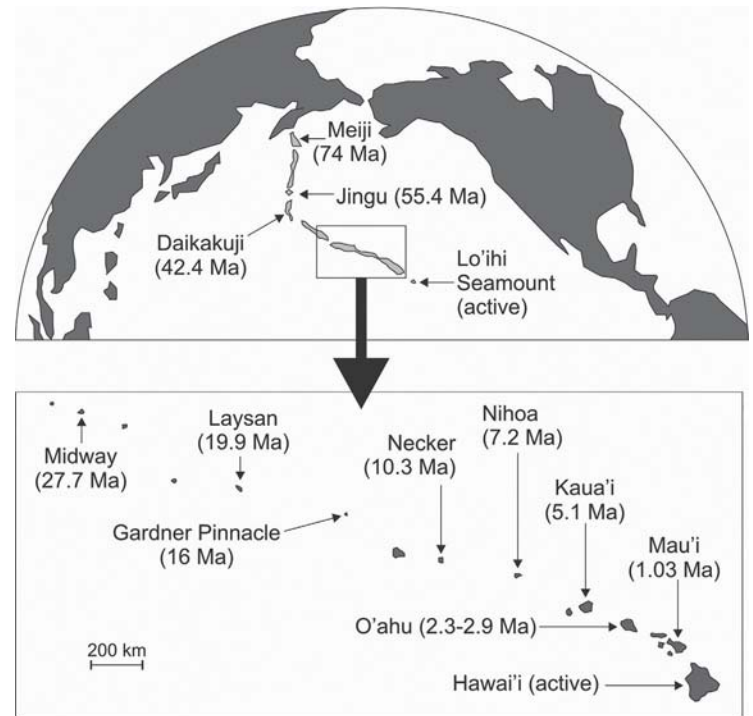 Meiji
(74 Ma)
Jingu (55.4 Ma)
Daikakuji
(42.4 Ma)
Lo'ihi
Seamount
(active)
Midway
(27.7 Ma)
Laysan
(19.9 Ma)
Gardner Pinnacle
(16 Ma)
Necker
(10.3 Ma)
Nihoa
(7.2 Ma)
Kaua'i
(5.1 Ma)
Mau'i
(1.03 Ma)
O'ahu (2.3-2.9 Ma)
Hawai'i (active)
200 km